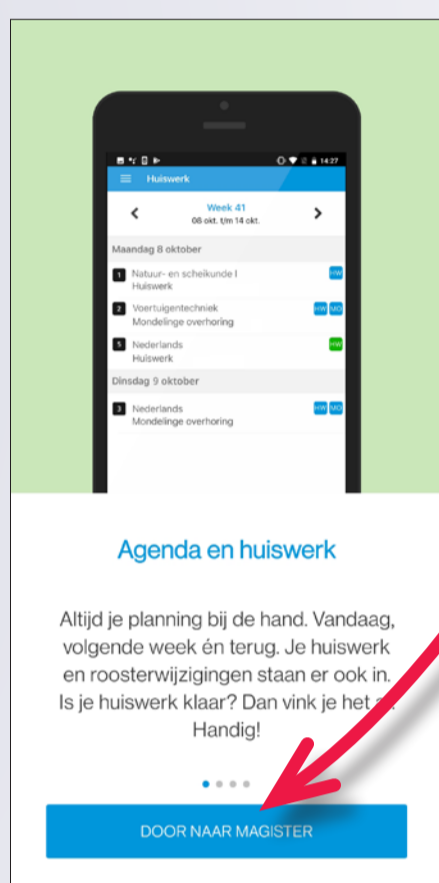 14:27
Huiswerk
Week 41
08 okt. t/m 14 okt.
Maandag 8 oktober
1 Natuur- en scheikunde I HW
Huiswerk
2 Voertuigentechniek HW MO
Mondelinge overhoring
5 Nederlands HW
Huiswerk
Dinsdag 9 oktober
3 Nederlands HW MO
Mondelinge overhoring
Agenda en huiswerk
Altijd je planning bij de hand. Vandaag,
volgende week én terug. Je huiswerk
en roosterwijzigingen staan er ook in.
Is je huiswerk klaar? Dan vink je het
Handig!
DOOR NAAR MAGISTER